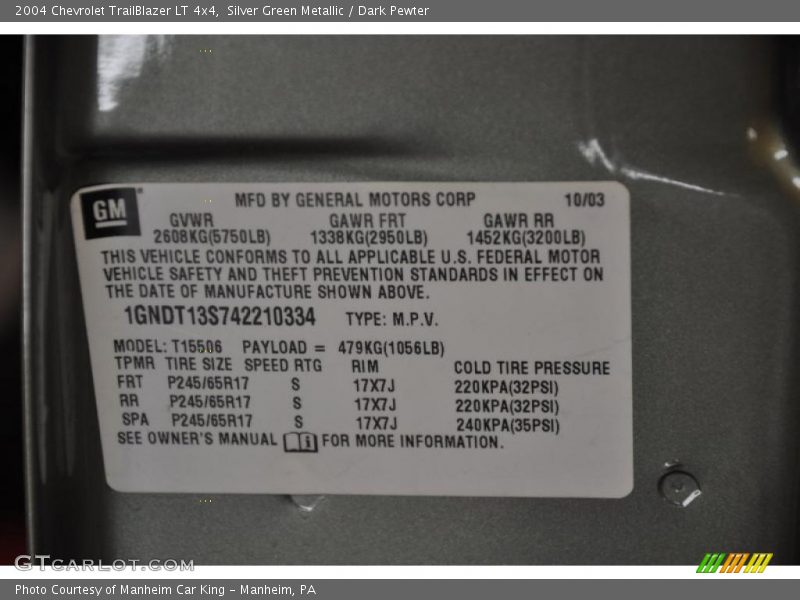 2004 Chevrolet TrailBlazer LT 4x4, Silver Green Metallic / Dark Pewter
GM MFD BY GENERAL MOTORS CORP 10/03
GVWR GAWR FRT GAWR RR
2608KG(5750LB) 1338KG(2950LB) 1452KG(3200LB)
THIS VEHICLE CONFORMS TO ALL APPLICABLE U.S. FEDERAL MOTOR
VEHICLE SAFETY AND THEFT PREVENTION STANDARDS IN EFFECT ON
THE DATE OF MANUFACTURE SHOWN ABOVE.
1GNDT13S742210334 TYPE: M.P.V.
MODEL: T15506 PAYLOAD = 479KG(1056LB)
TPMR TIRE SIZE SPEED RTG RIM COLD TIRE PRESSURE
FRT P245/65R17 S 17X7J 220KPA(32PSI)
RR P245/65R17 S 17X7J 220KPA(32PSI)
SPA P245/65R17 S 17X7J 240KPA(35PSI)
SEE OWNER'S MANUAL FOR MORE INFORMATION.
GTCarLot.com
Photo Courtesy of Manheim Car King - Manheim, PA